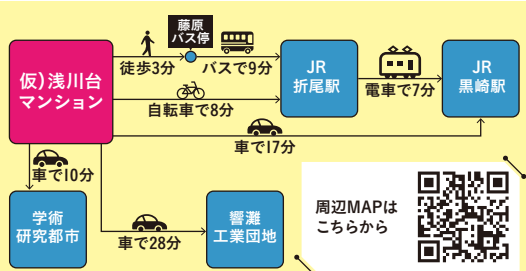 藤原
バス停
仮)浅川台
マンション
徒歩3分
バスで9分
JR
折尾駅
電車で7分
JR
黒崎駅
自転車で8分
車で17分
車で10分
学術
研究都市
車で28分
響灘
工業団地
周辺MAPは
こちらから